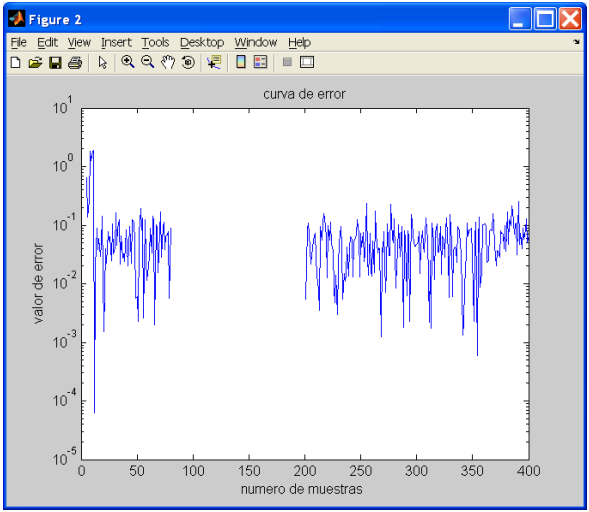 Figure 2
File Edit View Insert Tools Desktop Window Help
curva de error
10^1
10^0
10^-1
10^-2
10^-3
10^-4
10^-5
valor de error
0 50 100 150 200 250 300 350 400
numero de muestras